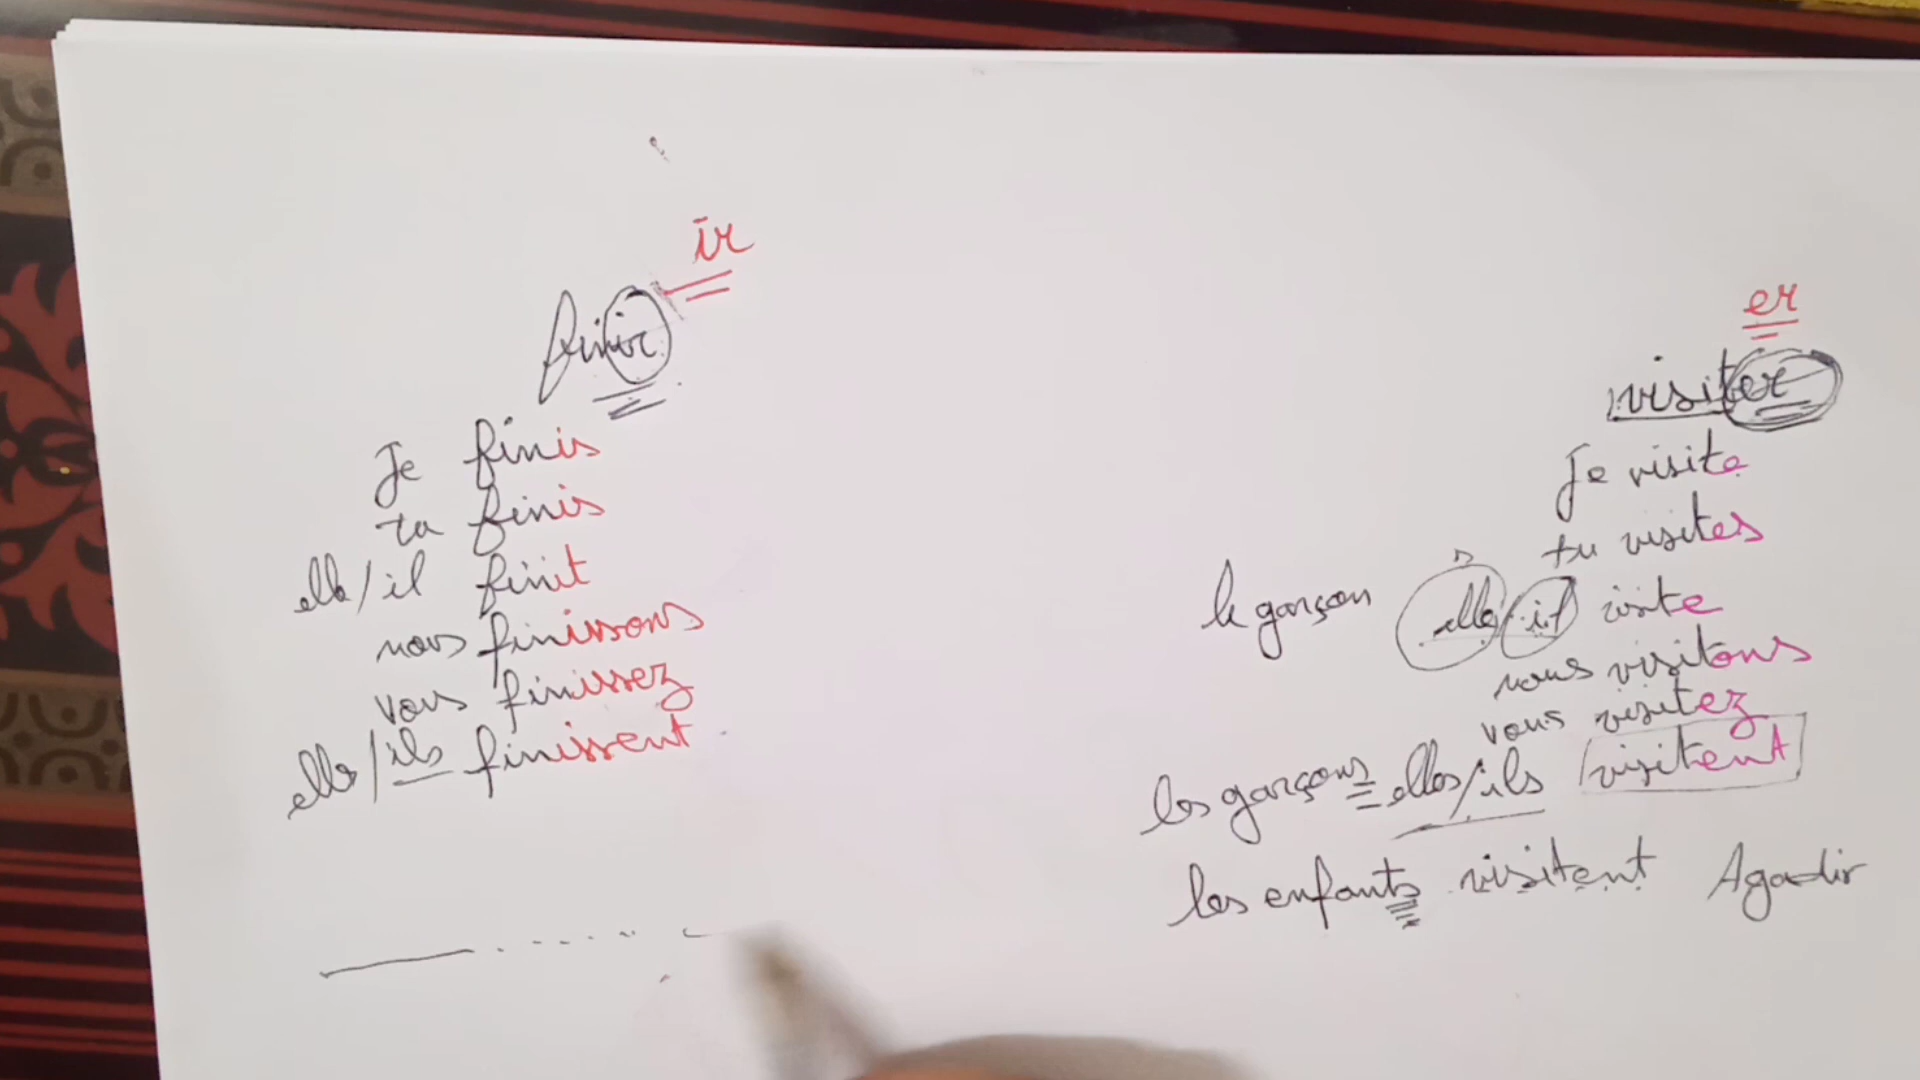 ir
finir
Je finis
tu finis
elle/il finit
nous finissons
vous finissez
elles/ils finissent
er
visiter
Je visite
tu visites
le garçon elle/il visite
nous visitons
vous visitez
les garçons = elles/ils visitent
les enfants visitent Agadir